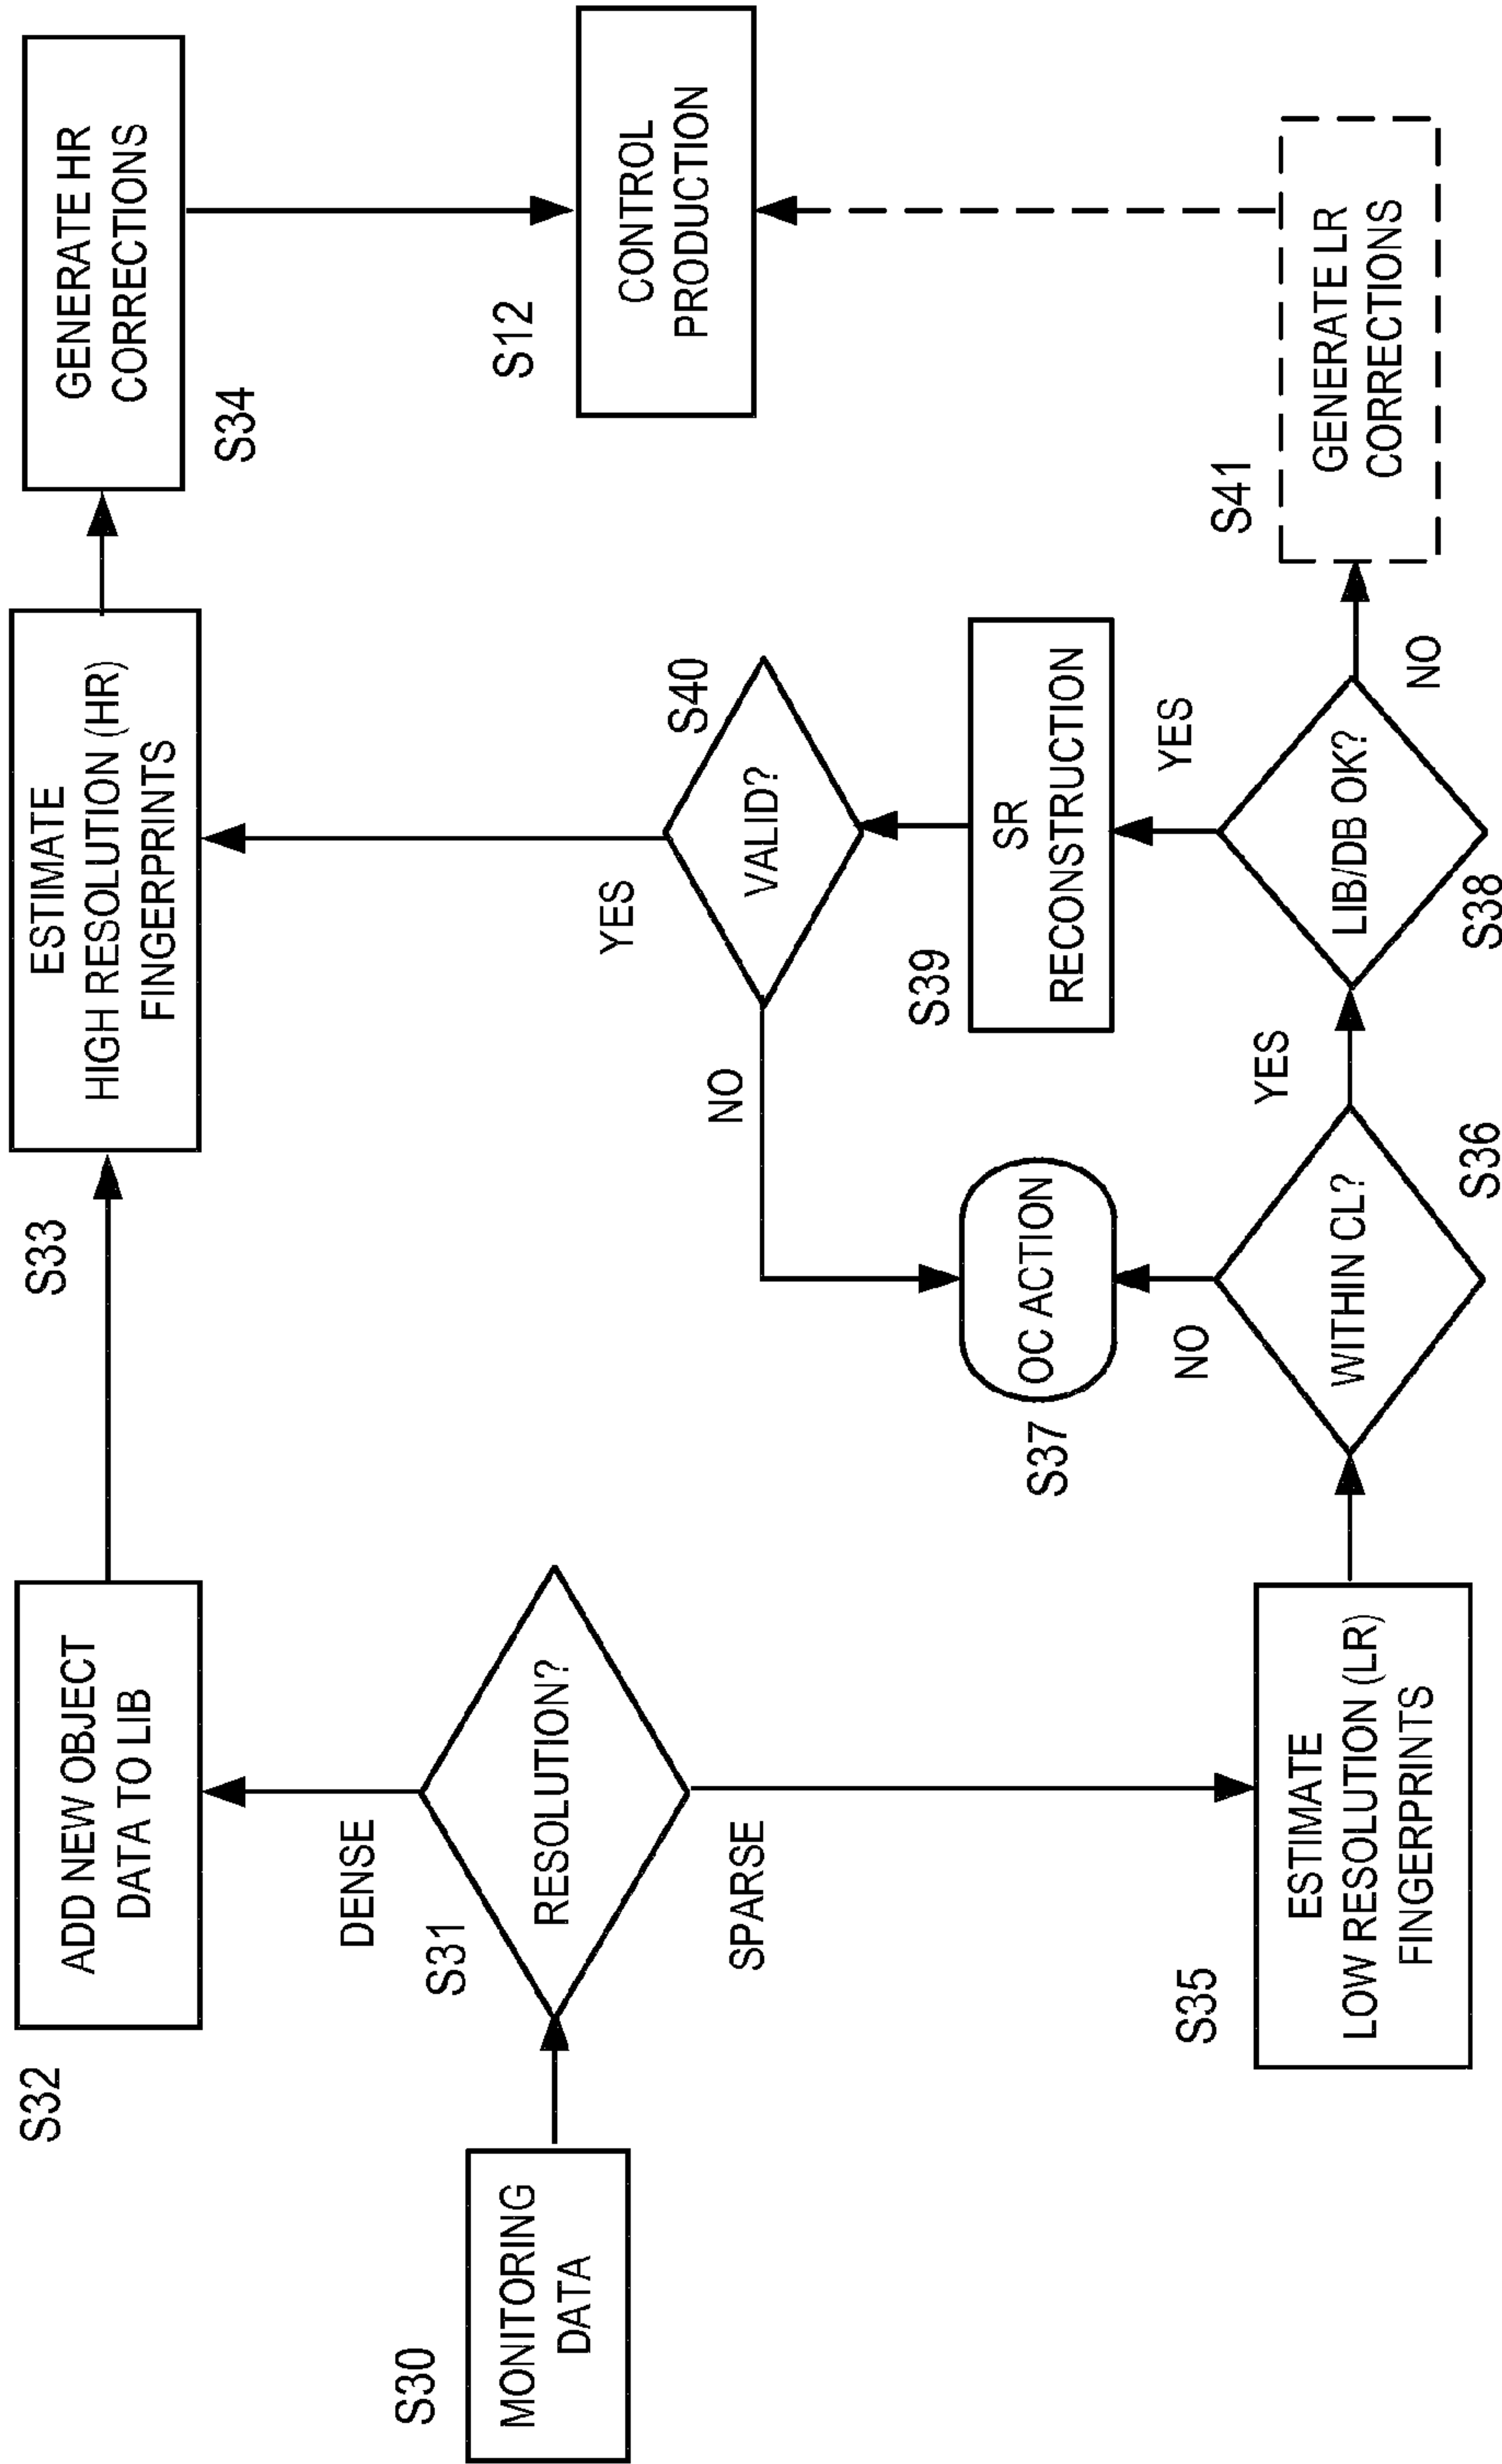 S30
MONITORING
DATA
S31
RESOLUTION?
DENSE
SPARSE
S32
ADD NEW OBJECT
DATA TO LIB
S33
ESTIMATE
HIGH RESOLUTION (HR)
FINGERPRINTS
S34
GENERATE HR
CORRECTIONS
S12
CONTROL
PRODUCTION
S35
ESTIMATE
LOW RESOLUTION (LR)
FINGERPRINTS
S36
WITHIN CL?
NO
YES
S37
OC ACTION
S38
LIB/DB OK?
YES
NO
S39
SR
RECONSTRUCTION
S40
VALID?
YES
NO
S41
GENERATE LR
CORRECTIONS